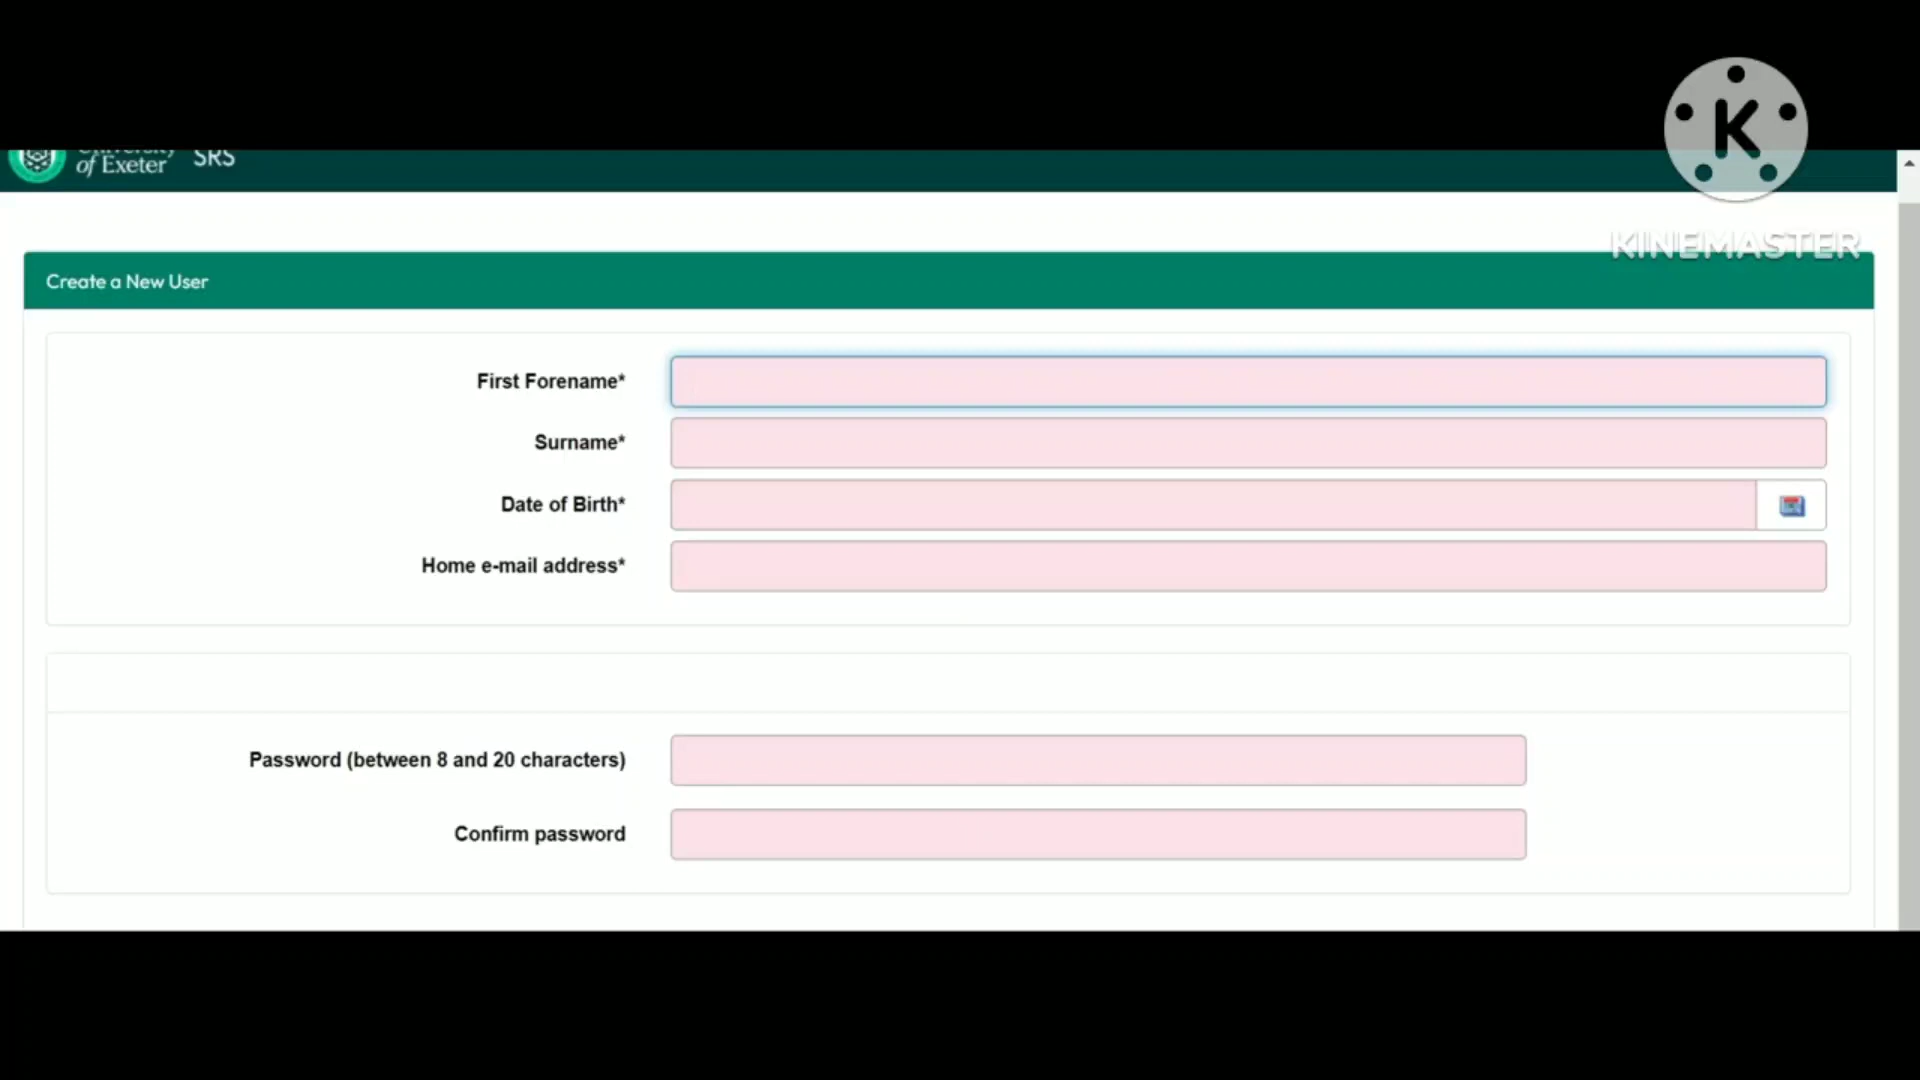 of Exeter SRS
K
KINEMASTER
Create a New User
First Forename*
Surname*
Date of Birth*
Home e-mail address*
Password (between 8 and 20 characters)
Confirm password